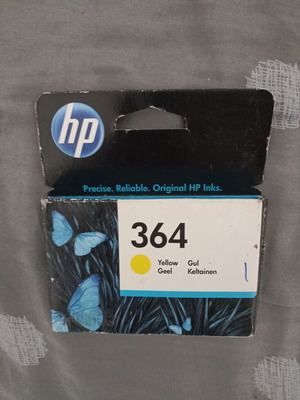 hp
Precise. Reliable. Original HP Inks.
364
Yellow Gul
Geel Keltainen